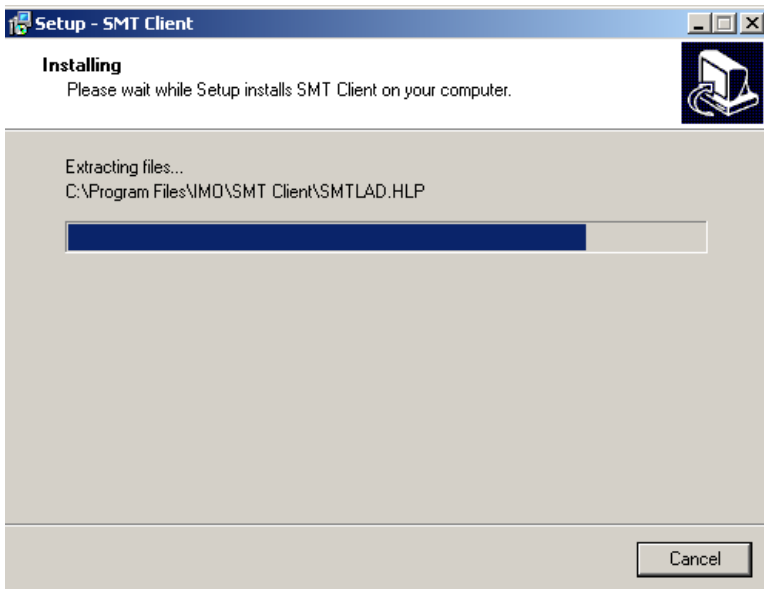 Setup - SMT Client
Installing
Please wait while Setup installs SMT Client on your computer.
Extracting files...
C:\Program Files\IMO\SMT Client\SMTLAD.HLP
Cancel